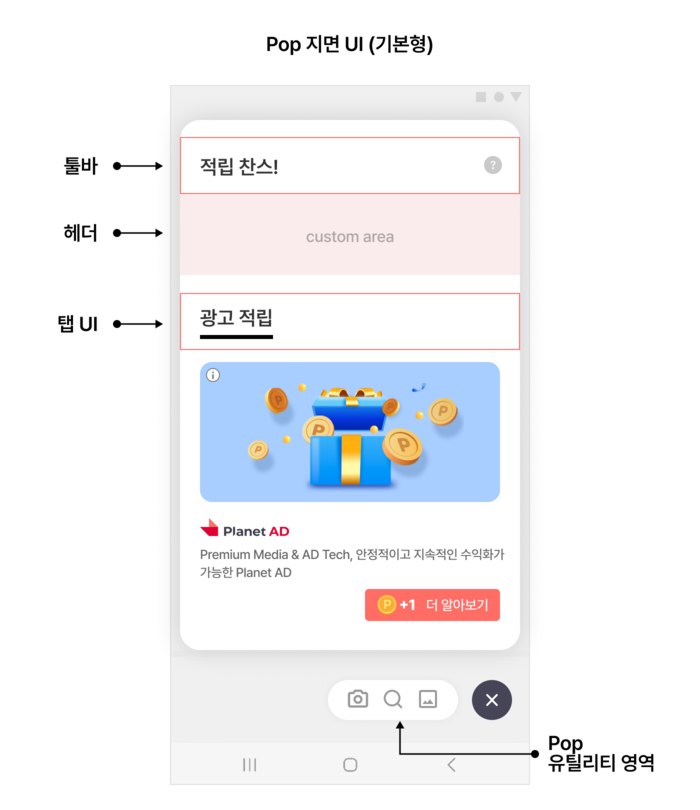 Pop 지면 UI (기본형)
툴바
적립 찬스!
?
헤더
custom area
탭 UI
광고 적립
i
P
P
P
P
P
Planet AD
Premium Media & AD Tech, 안정적이고 지속적인 수익화가
가능한 Planet AD
P +1 더 알아보기
Pop
유틸리티 영역